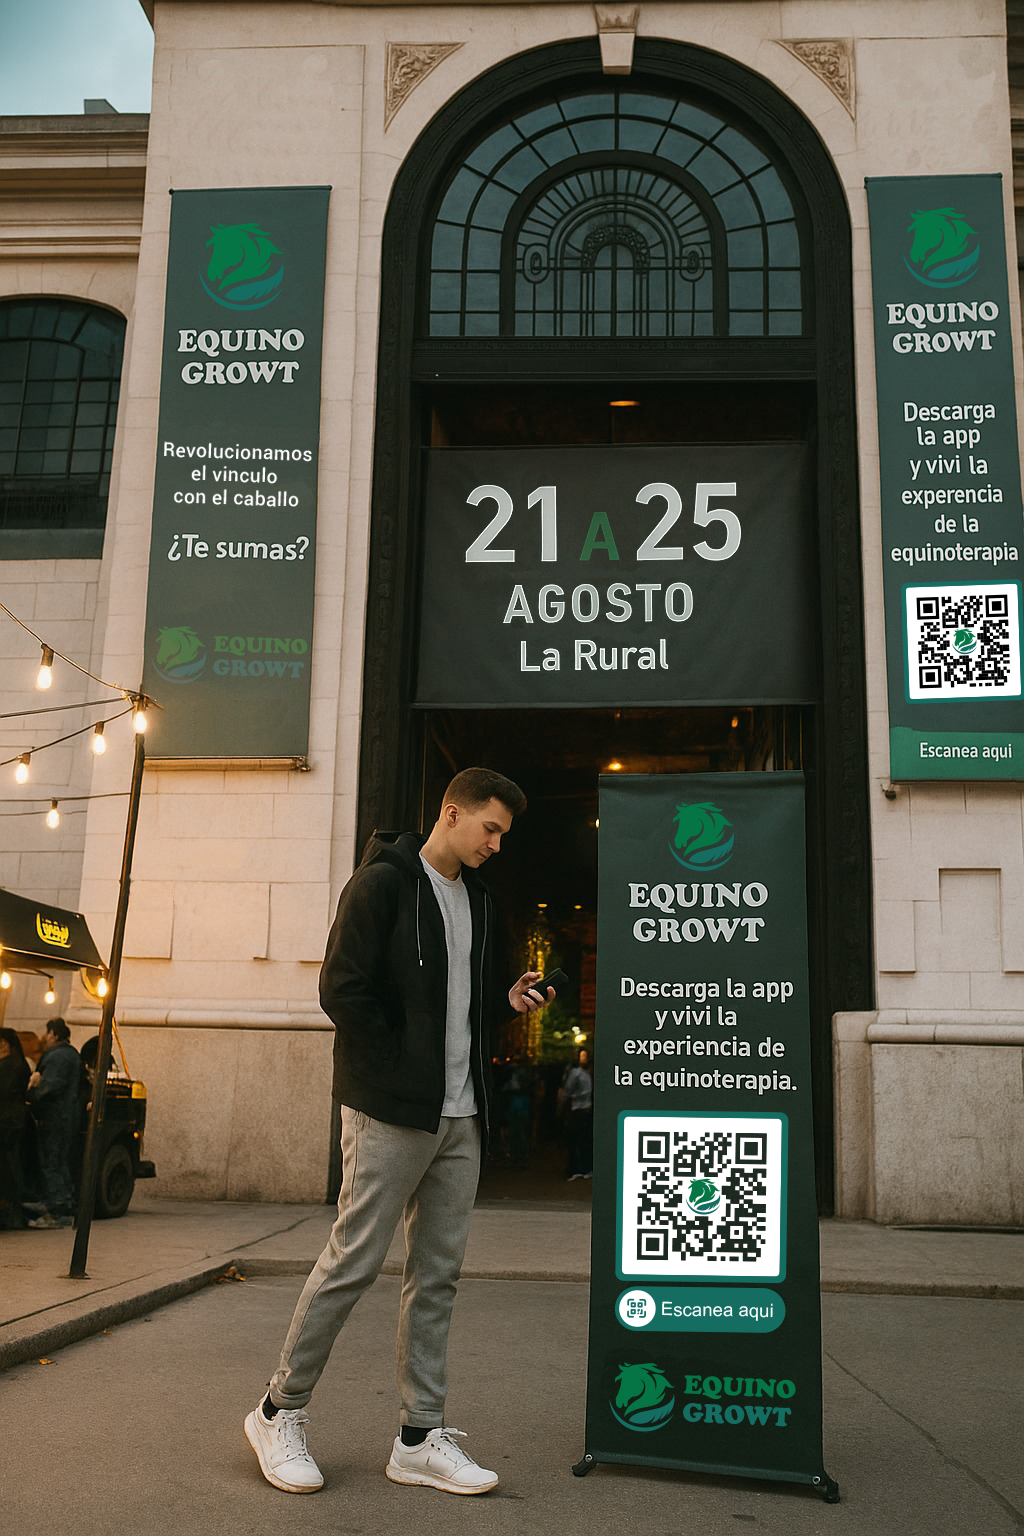 EQUINO
GROWT
Revolucionamos
el vinculo
con el caballo
¿Te sumas?
EQUINO
GROWT
21 A 25
AGOSTO
La Rural
EQUINO
GROWT
Descarga
la app
y vivi la
experencia
de la
equinoterapia
Escanea aqui
EQUINO
GROWT
Descarga la app
y vivi la
experiencia de
la equinoterapia.
Escanea aqui
EQUINO
GROWT